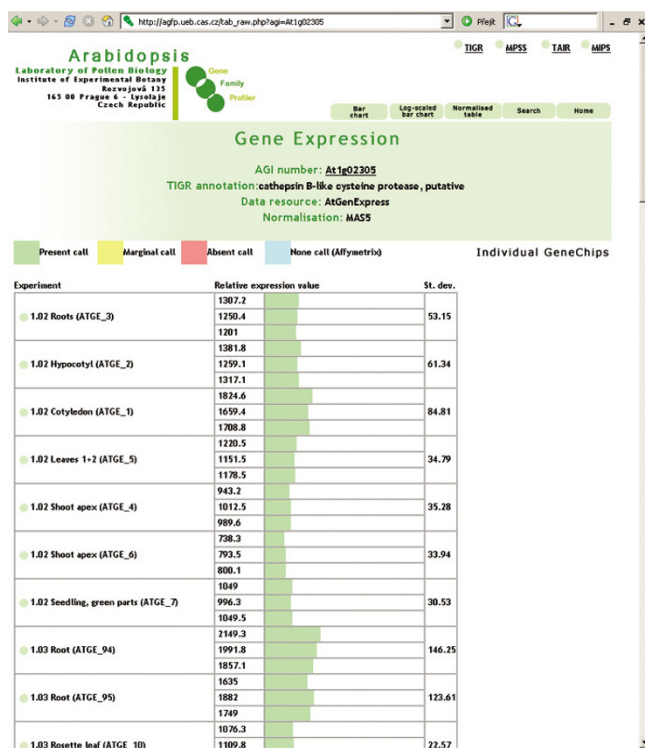 http://agfp.ueb.cas.cz/tab_raw.php?agi=At1g02305
Přejít
Arabidopsis
Laboratory of Pollen Biology
Institute of Experimental Botany
Rozvojová 135
165 00 Prague 6 - Lysolaje
Czech Republic
Gene
Family
Profiler
TIGR MPSS TAIR MIPS
Bar chart
Log-scaled bar chart
Normalised table
Search
Home
Gene Expression
AGI number: At1g02305
TIGR annotation:cathepsin B-like cysteine protease, putative
Data resource: AtGenExpress
Normalisation: MAS5
Present call Marginal call Absent call None call (Affymetrix) Individual GeneChips
Experiment Relative expression value St. dev.
1307.2
1.02 Roots (ATGE_3) 1250.4 53.15
1201
1381.8
1.02 Hypocotyl (ATGE_2) 1259.1 61.34
1317.1
1824.6
1.02 Cotyledon (ATGE_1) 1659.4 84.81
1708.8
1220.5
1.02 Leaves 1+2 (ATGE_5) 1151.5 34.79
1178.5
943.2
1.02 Shoot apex (ATGE_4) 1012.5 35.28
989.6
738.3
1.02 Shoot apex (ATGE_6) 793.5 33.94
800.1
1049
1.02 Seedling, green parts (ATGE_7) 996.3 30.53
1049.5
2149.3
1.03 Root (ATGE_94) 1991.8 146.25
1857.1
1635
1.03 Root (ATGE_95) 1882 123.61
1749
1076.3
1.03 Rosette leaf (ATGE_10) 1109.8 22.57